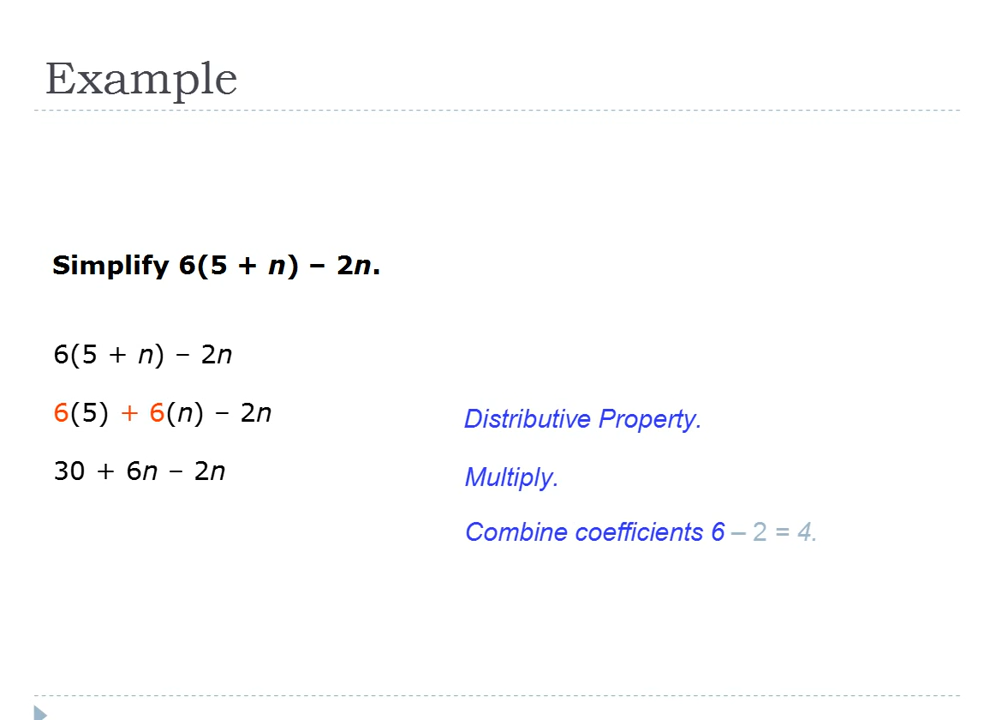 Example
Simplify 6(5 + n) – 2n.
6(5 + n) – 2n
6(5) + 6(n) – 2n
Distributive Property.
30 + 6n – 2n
Multiply.
Combine coefficients 6 – 2 = 4.